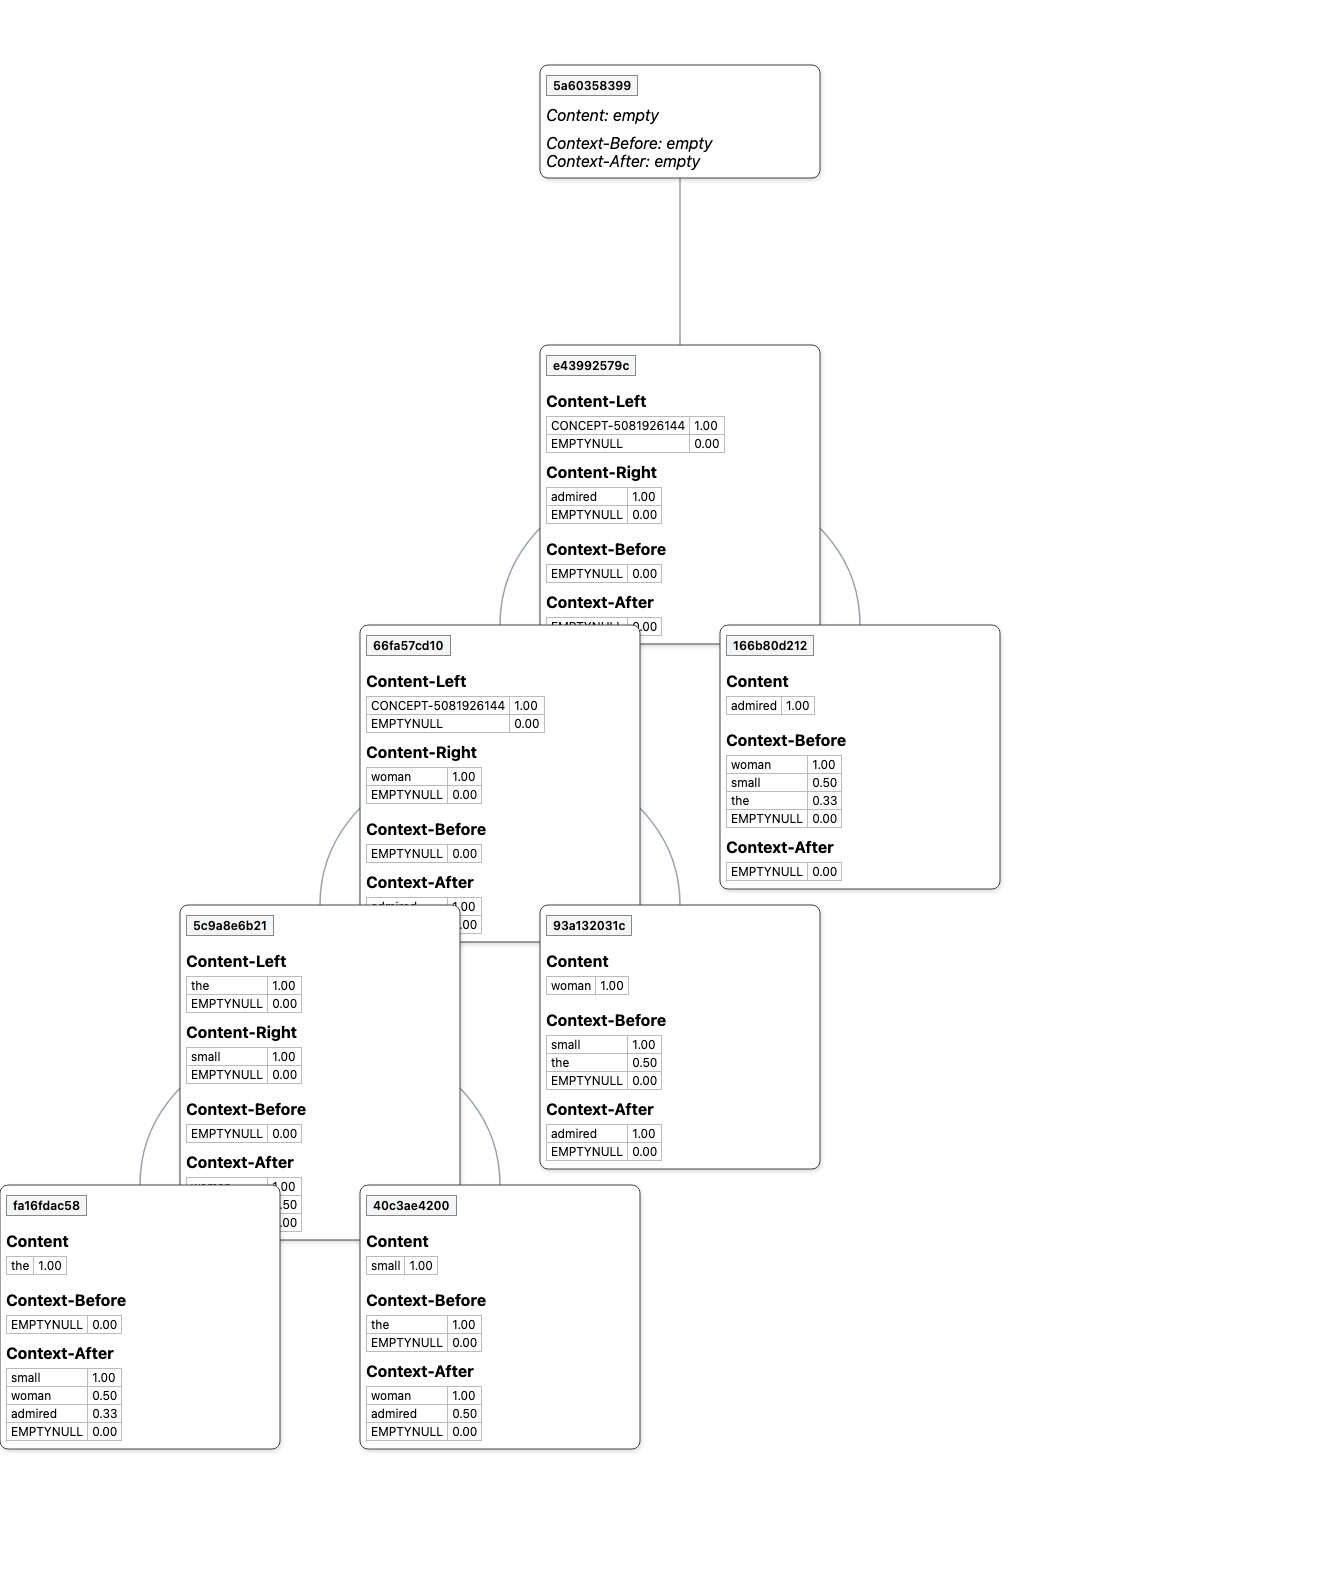 5a60358399
Content: empty
Context-Before: empty
Context-After: empty
e43992579c
Content-Left
CONCEPT-5081926144 1.00
EMPTYNULL 0.00
Content-Right
admired 1.00
EMPTYNULL 0.00
Context-Before
EMPTYNULL 0.00
Context-After
EMPTYNULL 0.00
66fa57cd10
Content-Left
CONCEPT-5081926144 1.00
EMPTYNULL 0.00
Content-Right
woman 1.00
EMPTYNULL 0.00
Context-Before
EMPTYNULL 0.00
Context-After
admired 1.00
.00
166b80d212
Content
admired 1.00
Context-Before
woman 1.00
small 0.50
the 0.33
EMPTYNULL 0.00
Context-After
EMPTYNULL 0.00
5c9a8e6b21
Content-Left
the 1.00
EMPTYNULL 0.00
Content-Right
small 1.00
EMPTYNULL 0.00
Context-Before
EMPTYNULL 0.00
Context-After
woman 1.00
.50
.00
93a132031c
Content
woman 1.00
Context-Before
small 1.00
the 0.50
EMPTYNULL 0.00
Context-After
admired 1.00
EMPTYNULL 0.00
fa16fdac58
Content
the 1.00
Context-Before
EMPTYNULL 0.00
Context-After
small 1.00
woman 0.50
admired 0.33
EMPTYNULL 0.00
40c3ae4200
Content
small 1.00
Context-Before
the 1.00
EMPTYNULL 0.00
Context-After
woman 1.00
admired 0.50
EMPTYNULL 0.00